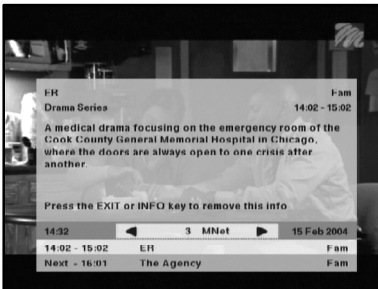 ER Fam
Drama Series 14:02 - 15:02
A medical drama focusing on the emergency room of the
Cook County General Memorial Hospital in Chicago,
where the doors are always open to one crisis after
another.
Press the EXIT or INFO key to remove this info
14:32 3 MNet 15 Feb 2004
14:02 - 15:02 ER Fam
Next - 16:01 The Agency Fam